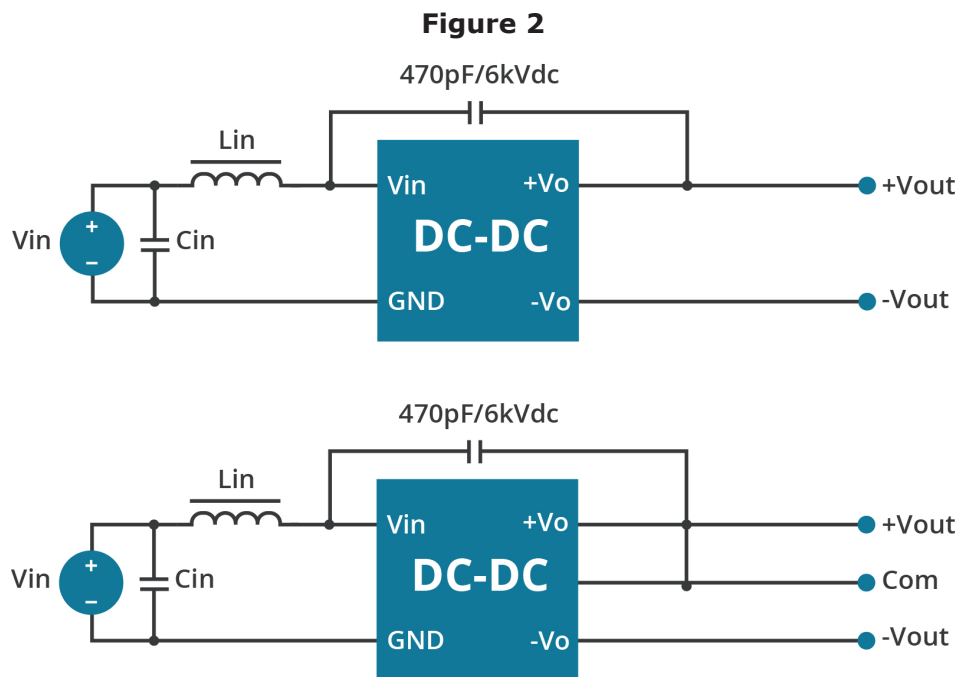 Figure 2
470pF/6kVdc
Lin
Vin
+Vo
+Vout
Vin
+
DC-DC
Cin
−
GND
-Vo
-Vout
470pF/6kVdc
Lin
Vin
+Vo
+Vout
Vin
+
DC-DC
Cin
Com
−
GND
-Vo
-Vout